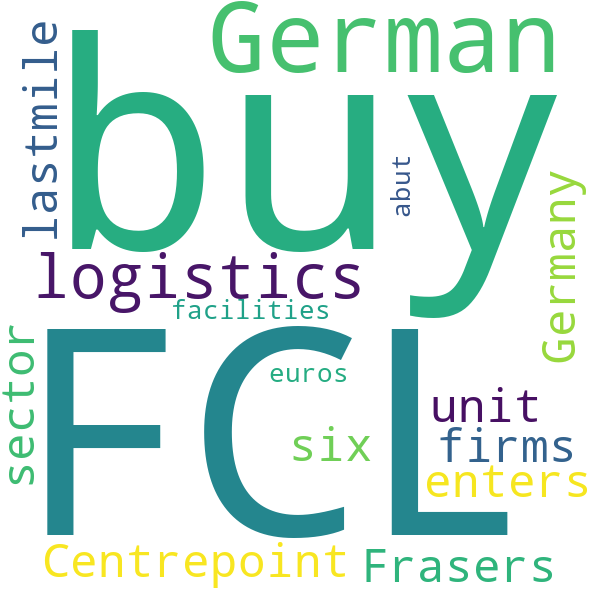 German
buy
lastmile
abut
Germany
logistics
facilities
sector
FCL
euros
unit
six
firms
enters
Centrepoint
Frasers